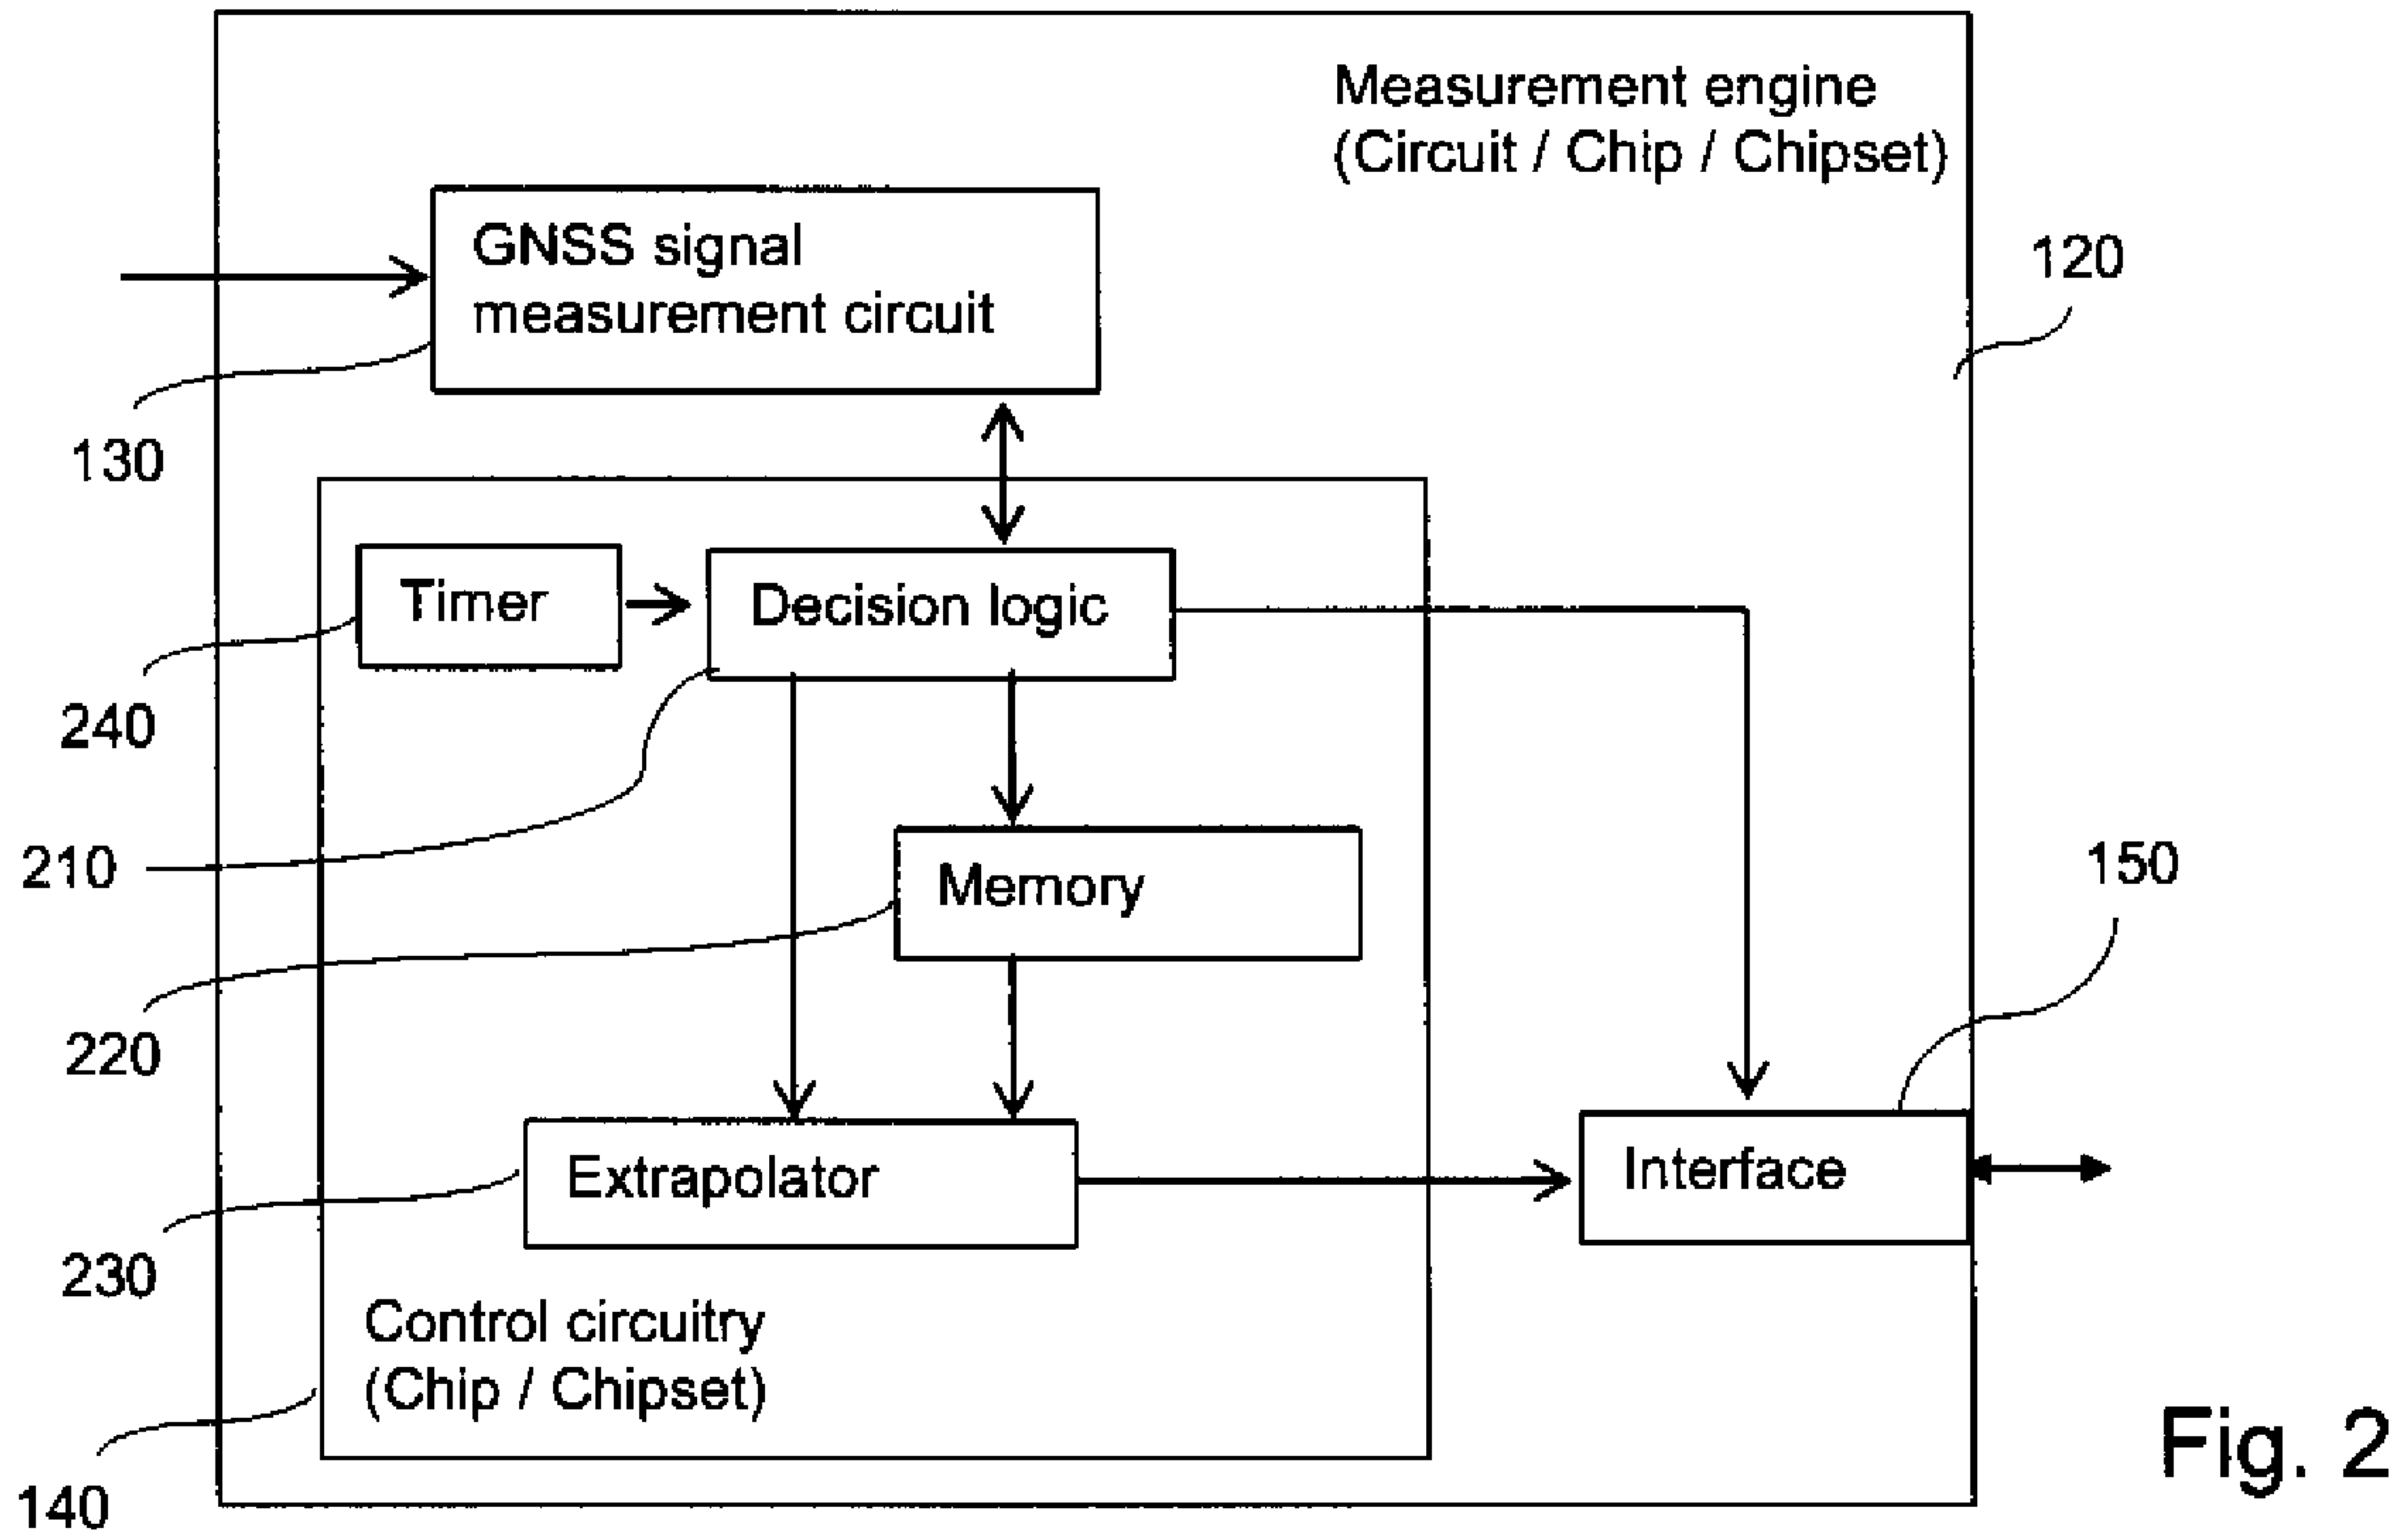 Measurement engine
(Circuit / Chip / Chipset)
GNSS signal
measurement circuit
120
130
Timer
Decision logic
240
210
Memory
150
220
Extrapolator
Interface
230
Control circuitry
(Chip / Chipset)
140
Fig. 2